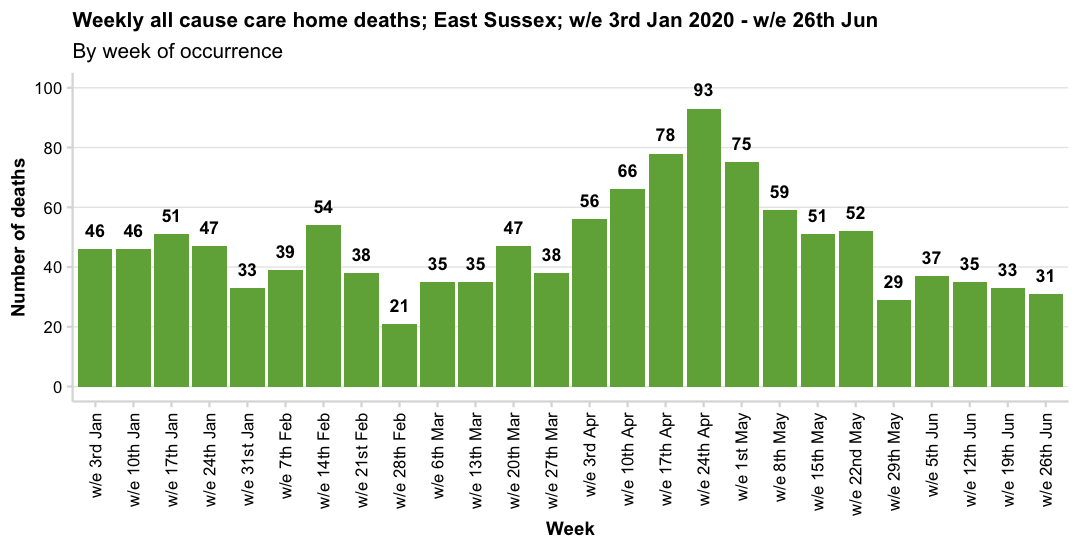 Weekly all cause care home deaths; East Sussex; w/e 3rd Jan 2020 - w/e 26th Jun
By week of occurrence
Number of deaths
100
80
60
40
20
0
46 46 51 47 33 39 54 38 21 35 35 47 38 56 66 78 93 75 59 51 52 29 37 35 33 31
w/e 3rd Jan
w/e 10th Jan
w/e 17th Jan
w/e 24th Jan
w/e 31st Jan
w/e 7th Feb
w/e 14th Feb
w/e 21st Feb
w/e 28th Feb
w/e 6th Mar
w/e 13th Mar
w/e 20th Mar
w/e 27th Mar
w/e 3rd Apr
w/e 10th Apr
w/e 17th Apr
w/e 24th Apr
w/e 1st May
w/e 8th May
w/e 15th May
w/e 22nd May
w/e 29th May
w/e 5th Jun
w/e 12th Jun
w/e 19th Jun
w/e 26th Jun
Week